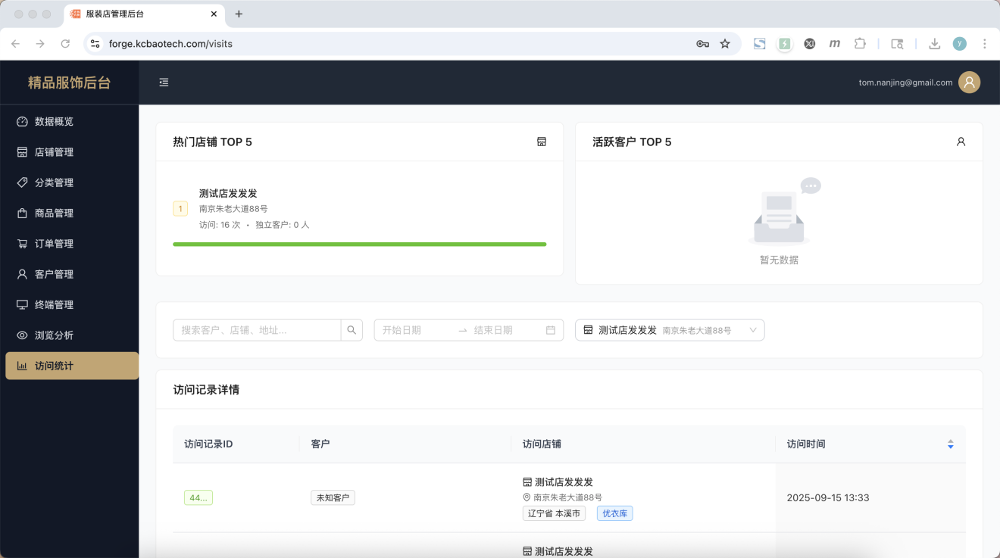 服装店管理后台
forge.kcbaotech.com/visits
精品服饰后台
tom.nanjing@gmail.com
数据概览
店铺管理
分类管理
商品管理
订单管理
客户管理
终端管理
浏览分析
访问统计
热门店铺 TOP 5
1
测试店发发发
南京朱老大道88号
访问: 16 次 · 独立客户: 0 人
活跃客户 TOP 5
暂无数据
搜索客户、店铺、地址...
开始日期 → 结束日期
测试店发发发 南京朱老大道88号
访问记录详情
访问记录ID 客户 访问店铺 访问时间
44... 未知客户 测试店发发发 2025-09-15 13:33
南京朱老大道88号
辽宁省 本溪市 优衣库
测试店发发发